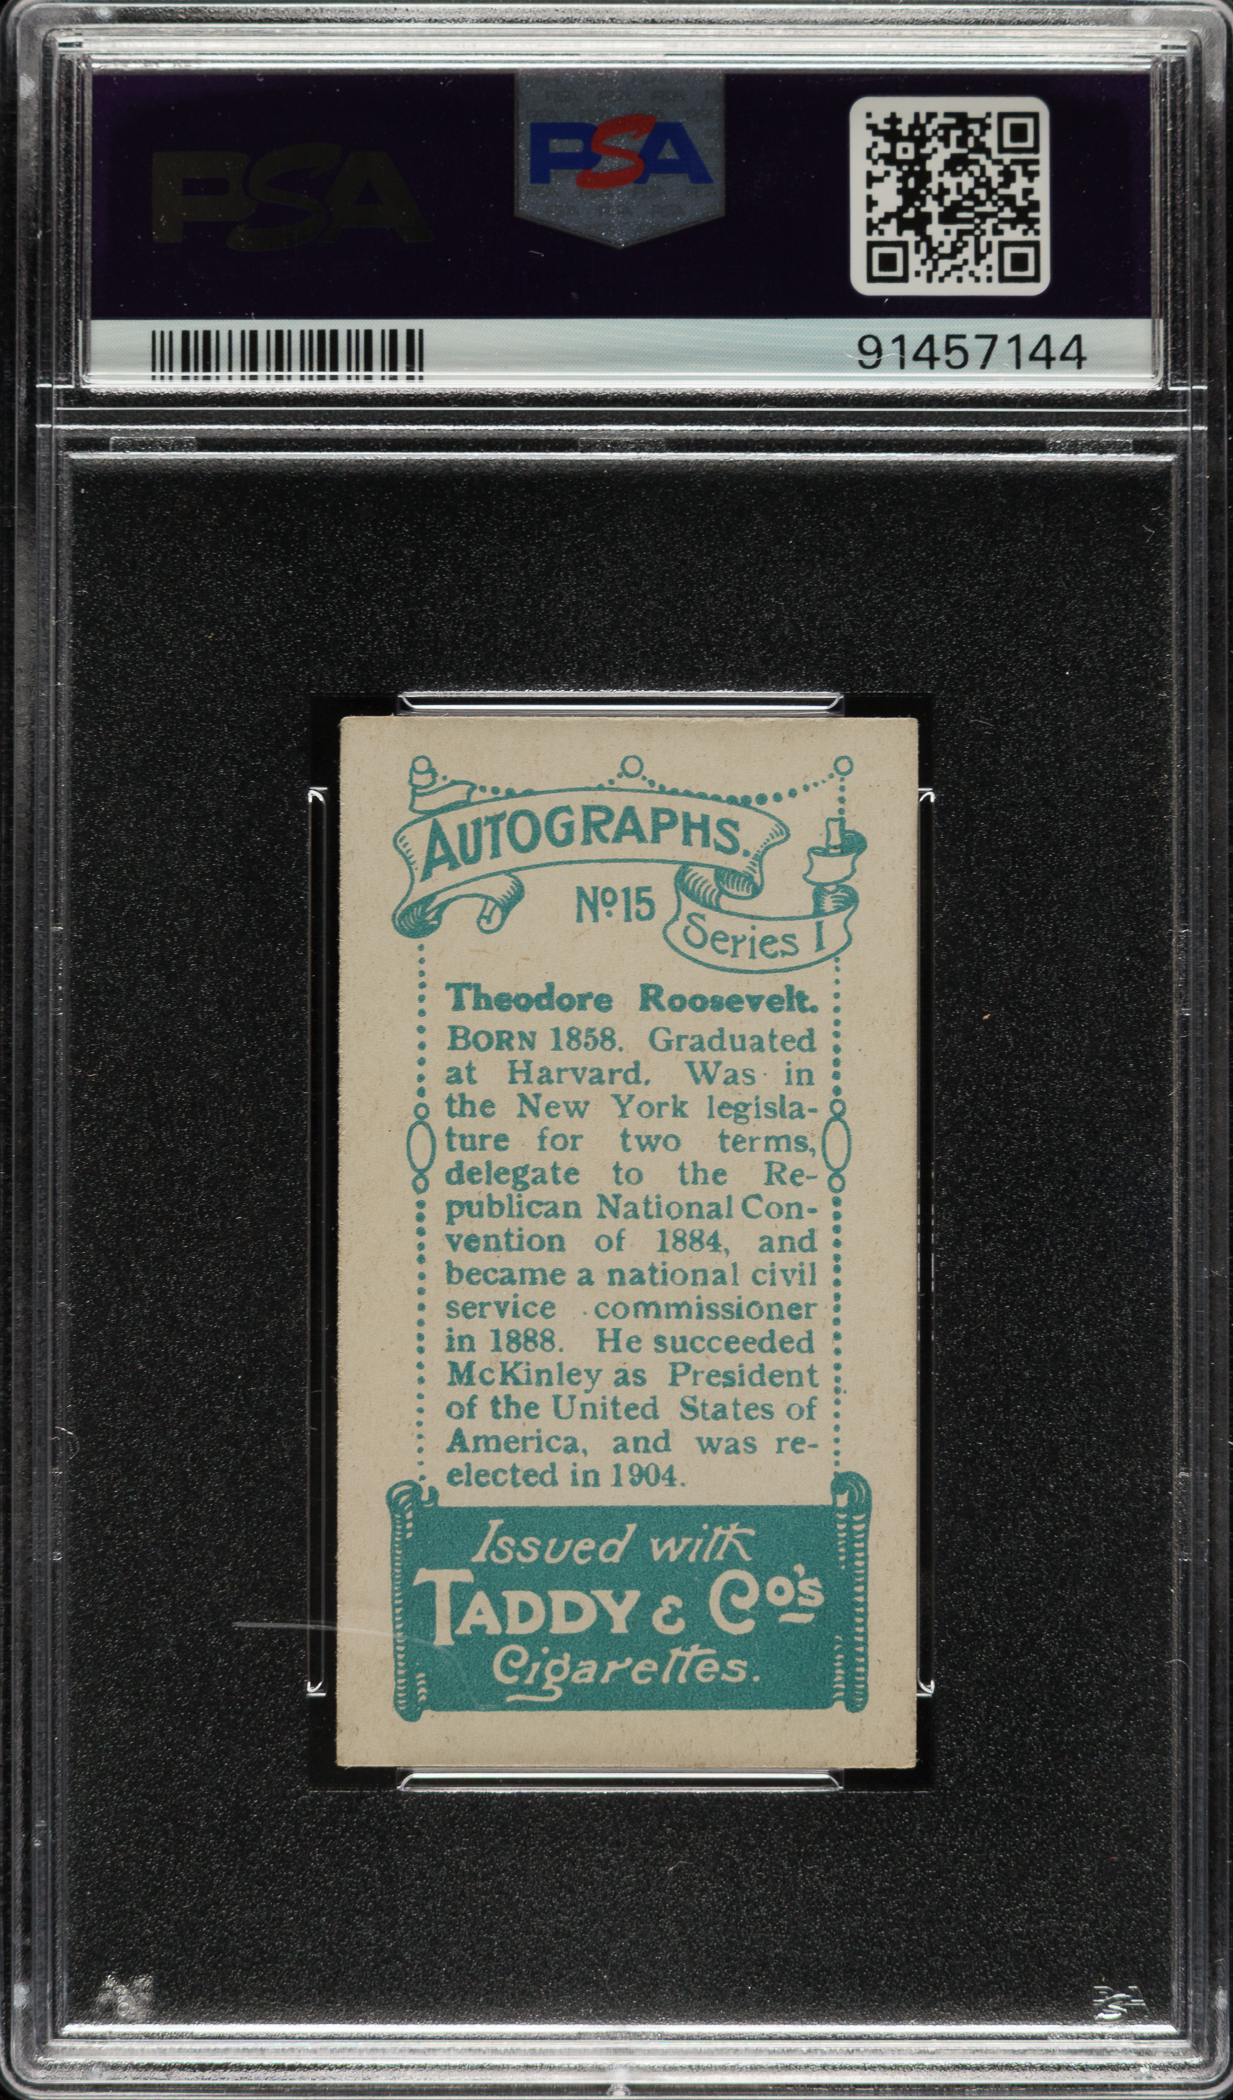 PSA
PSA
91457144
AUTOGRAPHS.
Nº 15
Series I
Theodore Roosevelt.
BORN 1858. Graduated
at Harvard. Was in
the New York legisla-
ture for two terms,
delegate to the Re-
publican National Con-
vention of 1884, and
became a national civil
service commissioner
in 1888. He succeeded
McKinley as President
of the United States of
America, and was re-
elected in 1904.
Issued with
TADDY & Co's
Cigarettes.